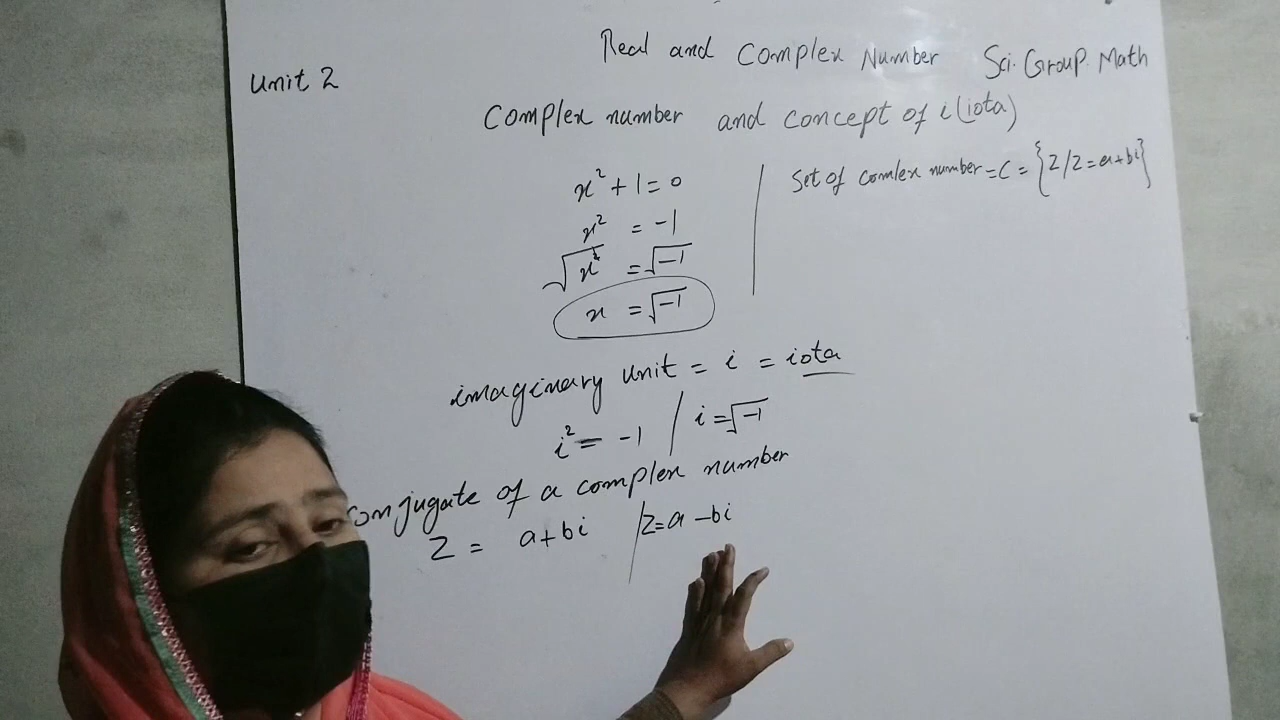 Real and Complex Number Sci. Group. Math
Unit 2
Complex number and concept of i (iota)
x² + 1 = 0
Set of comlex number = C = {Z/Z = a+bi}
x² = -1
√x² = √-1
x = √-1
imaginary unit = i = iota
i² = -1 / i = √-1
conjugate of a complex number
Z = a+bi / Z = a - bi